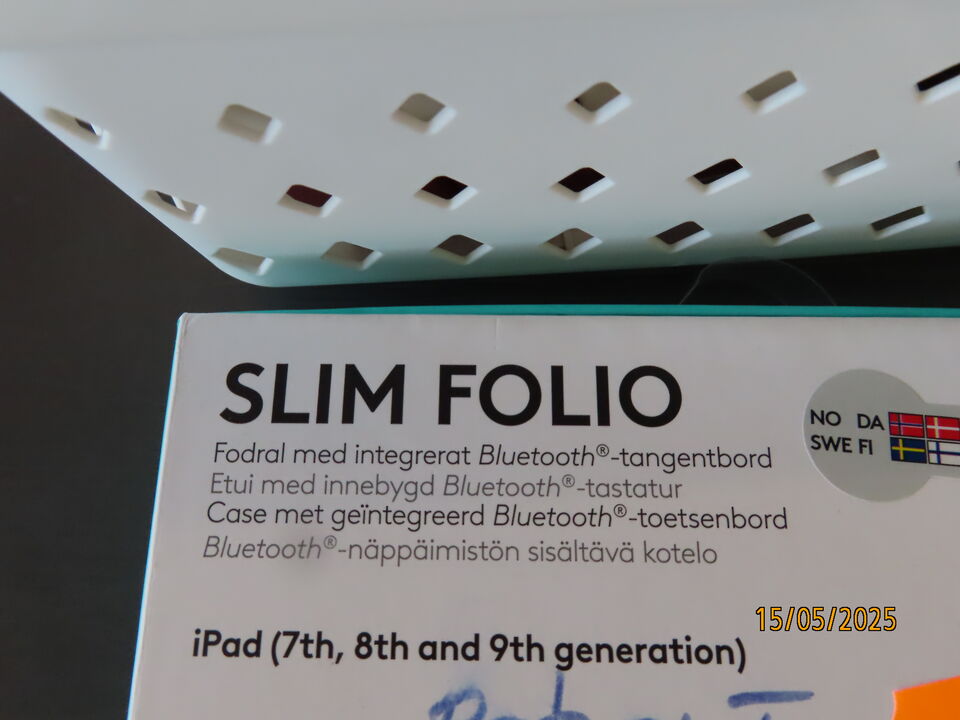 SLIM FOLIO
Fodral med integrerat Bluetooth®-tangentbord
Etui med innebygd Bluetooth®-tastatur
Case met geïntegreerd Bluetooth®-toetsenbord
Bluetooth®-näppäimistön sisältävä kotelo
NO DA
SWE FI
15/05/2025
iPad (7th, 8th and 9th generation)